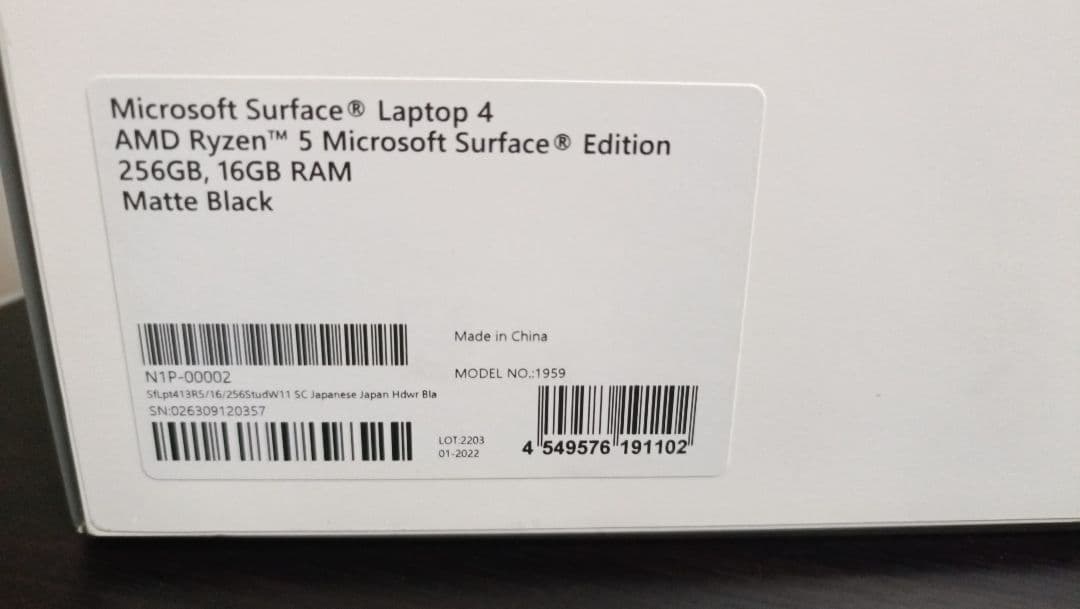 Microsoft Surface® Laptop 4
AMD Ryzen™ 5 Microsoft Surface® Edition
256GB, 16GB RAM
Matte Black
N1P-00002
SfLpt413R5/16/256StudW11 SC Japanese Japan Hdwr Bla
SN:026309120357
Made in China
MODEL NO.:1959
LOT:2203
01-2022
4 549576 191102